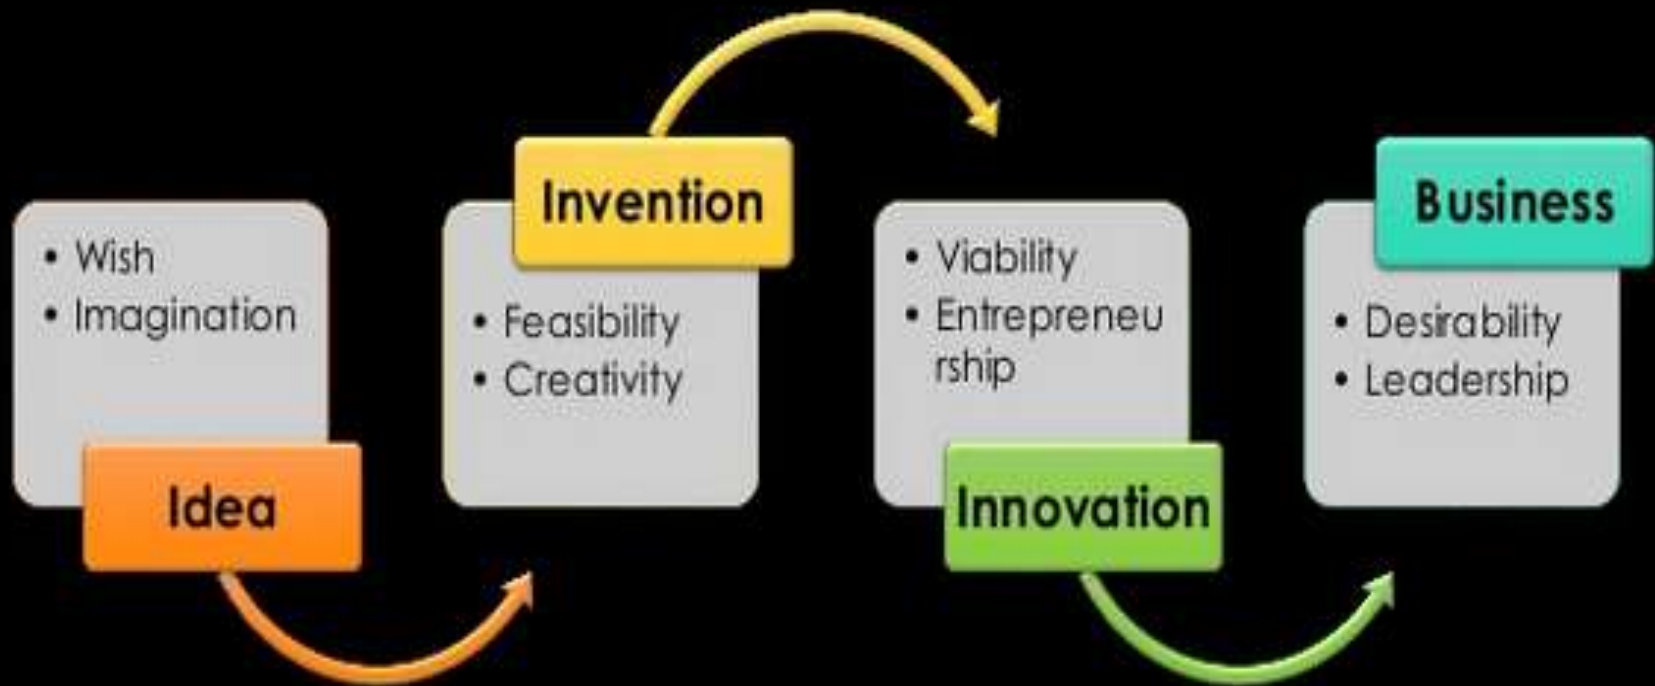 • Wish
• Imagination
Idea
Invention
• Feasibility
• Creativity
• Viability
• Entrepreneu
rship
Innovation
Business
• Desirability
• Leadership